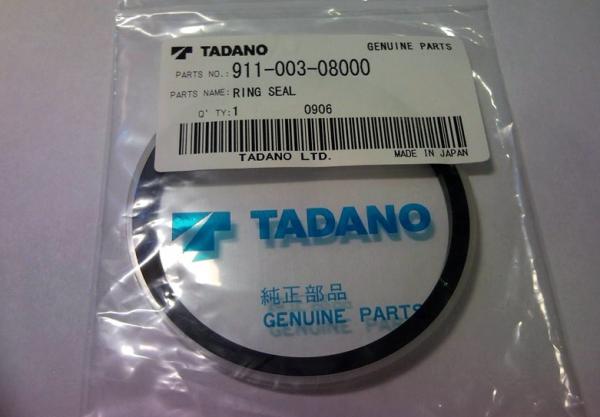 TADANO GENUINE PARTS
PARTS NO.: 911-003-08000
PARTS NAME: RING SEAL
Q' TY: 1 0906
TADANO LTD. MADE IN JAPAN
TADANO
純正部品
GENUINE PARTS